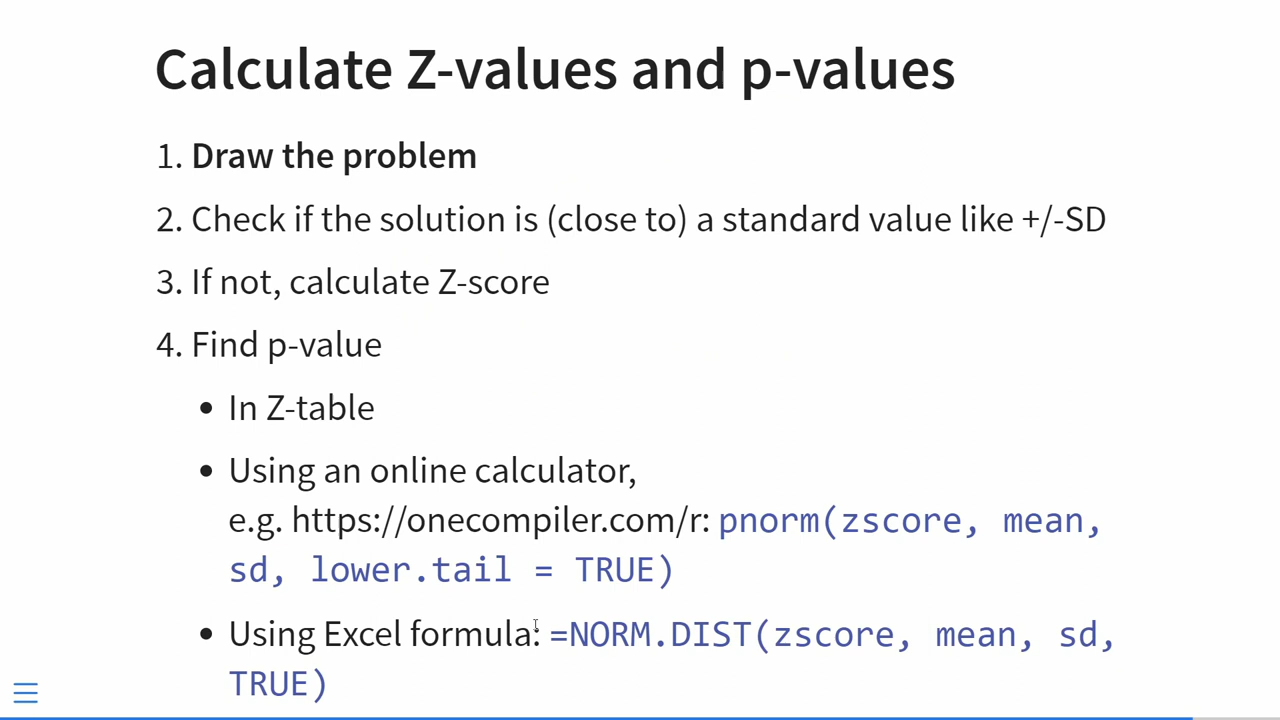 Calculate Z-values and p-values
1. Draw the problem
2. Check if the solution is (close to) a standard value like +/-SD
3. If not, calculate Z-score
4. Find p-value
• In Z-table
• Using an online calculator,
e.g. https://onecompiler.com/r: pnorm(zscore, mean,
sd, lower.tail = TRUE)
• Using Excel formula: =NORM.DIST(zscore, mean, sd,
TRUE)